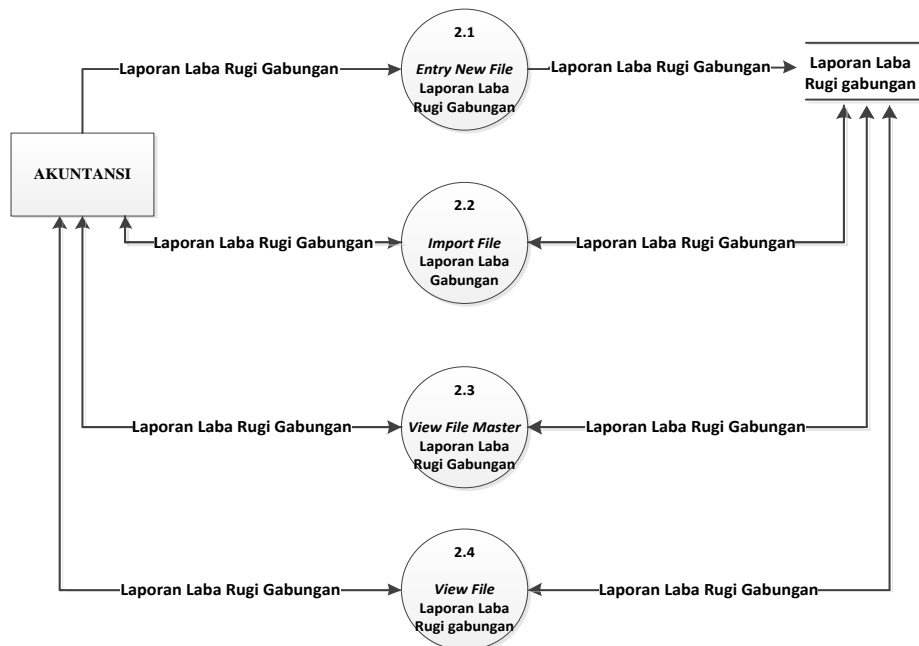 2.1
Entry New File
Laporan Laba
Rugi Gabungan
Laporan Laba Rugi Gabungan
Laporan Laba Rugi Gabungan
Laporan Laba
Rugi gabungan
AKUNTANSI
2.2
Import File
Laporan Laba
Gabungan
Laporan Laba Rugi Gabungan
Laporan Laba Rugi Gabungan
2.3
View File Master
Laporan Laba
Rugi Gabungan
Laporan Laba Rugi Gabungan
Laporan Laba Rugi Gabungan
2.4
View File
Laporan Laba
Rugi gabungan
Laporan Laba Rugi Gabungan
Laporan Laba Rugi Gabungan